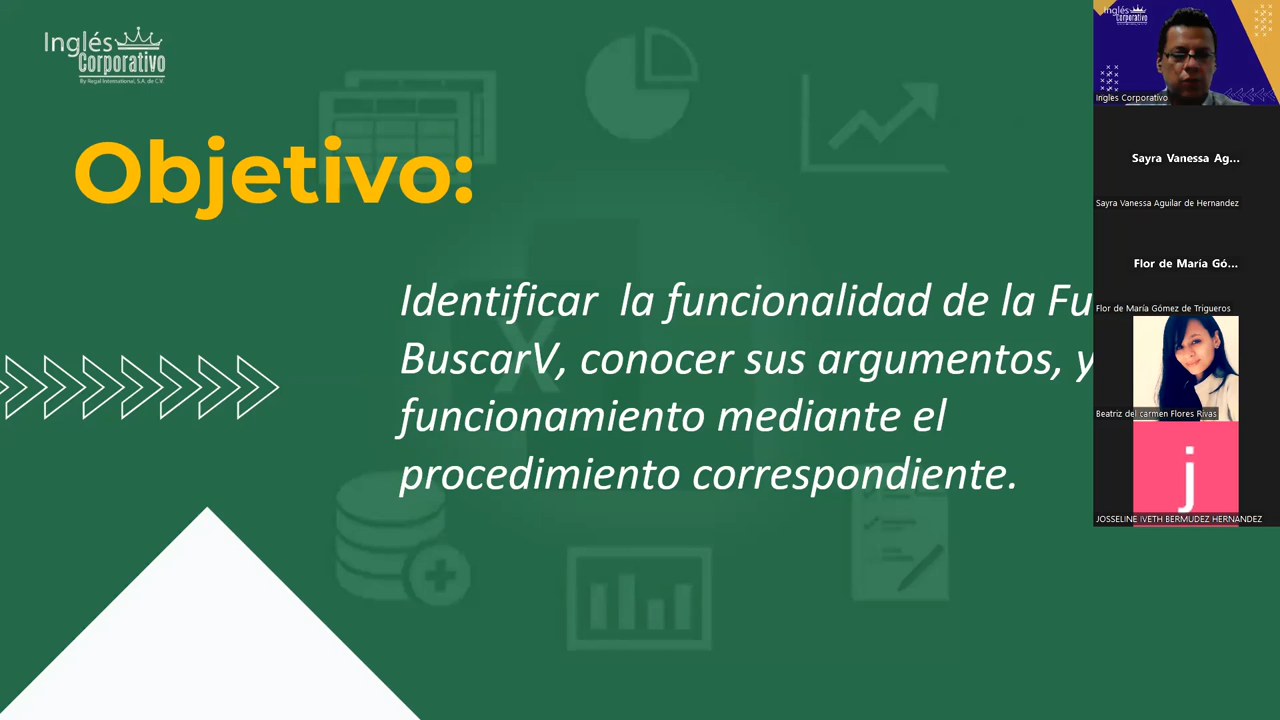 Inglés
Corporativo
By Regal International, S.A. de C.V.
Objetivo:
Identificar la funcionalidad de la Fu
BuscarV, conocer sus argumentos, y
funcionamiento mediante el
procedimiento correspondiente.
Inglés
Corporativo
Ingles Corporativo
Sayra Vanessa Ag...
Sayra Vanessa Aguilar de Hernandez
Flor de María Gó...
Flor de María Gómez de Trigueros
Beatriz del carmen Flores Rivas
j
JOSSELINE IVETH BERMUDEZ HERNANDEZ